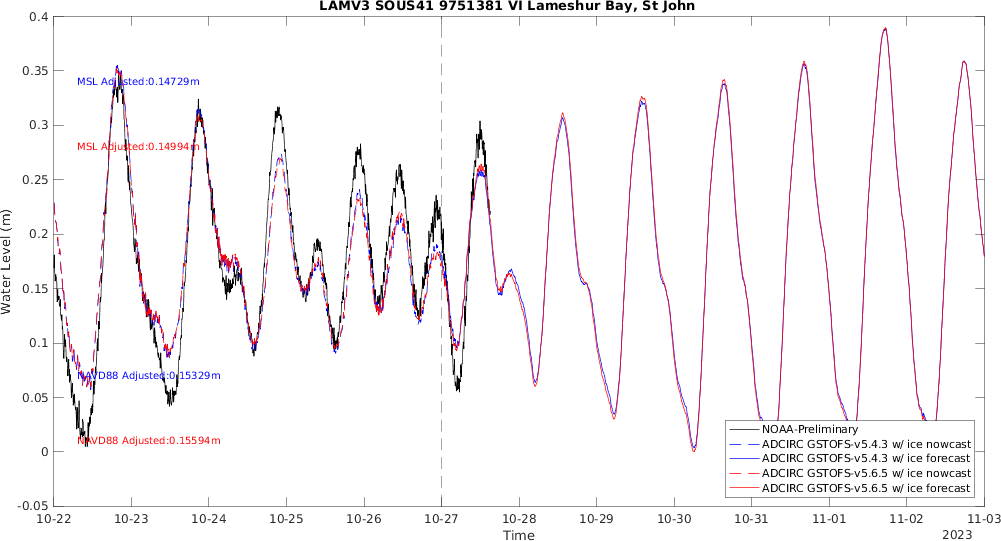 LAMV3 SOUS41 9751381 VI Lameshur Bay, St John
0.4
0.35
0.3
0.25
0.2
0.15
0.1
0.05
0
-0.05
Water Level (m)
MSL Adjusted:0.14729m
MSL Adjusted:0.14994m
NAVD88 Adjusted:0.15329m
NAVD88 Adjusted:0.15594m
NOAA-Preliminary
ADCIRC GSTOFS-v5.4.3 w/ ice nowcast
ADCIRC GSTOFS-v5.4.3 w/ ice forecast
ADCIRC GSTOFS-v5.6.5 w/ ice nowcast
ADCIRC GSTOFS-v5.6.5 w/ ice forecast
10-22 10-23 10-24 10-25 10-26 10-27 10-28 10-29 10-30 10-31 11-01 11-02 11-03
Time
2023